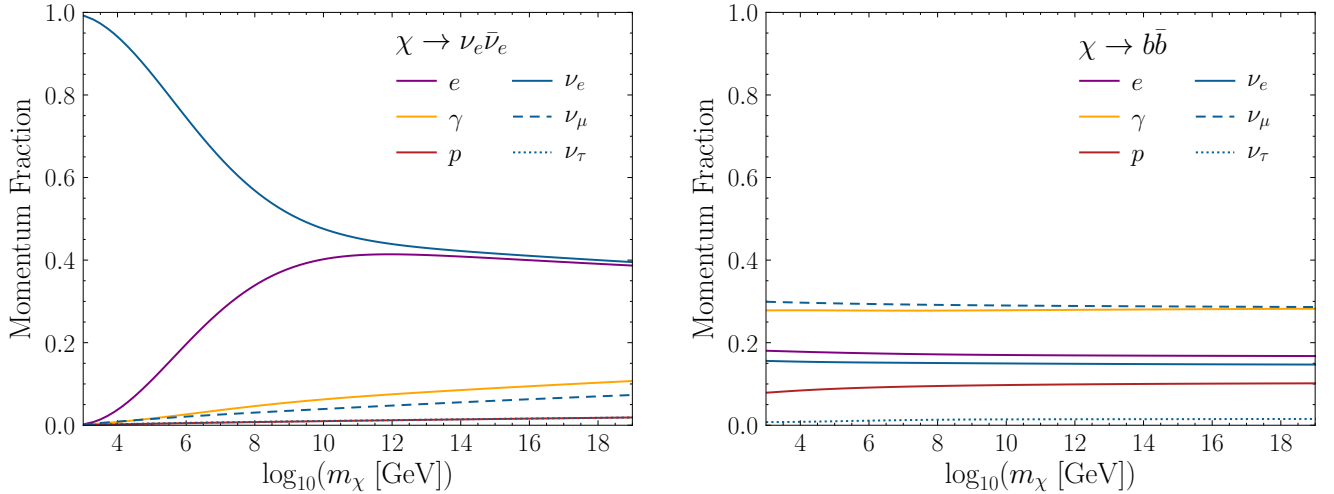 1.0
0.8
0.6
0.4
0.2
0.0
Momentum Fraction
χ → ν_e ν̄_e
e
ν_e
γ
ν_μ
p
ν_τ
4 6 8 10 12 14 16 18
log₁₀(m_χ [GeV])
1.0
0.8
0.6
0.4
0.2
0.0
Momentum Fraction
χ → b b̄
e
ν_e
γ
ν_μ
p
ν_τ
4 6 8 10 12 14 16 18
log₁₀(m_χ [GeV])